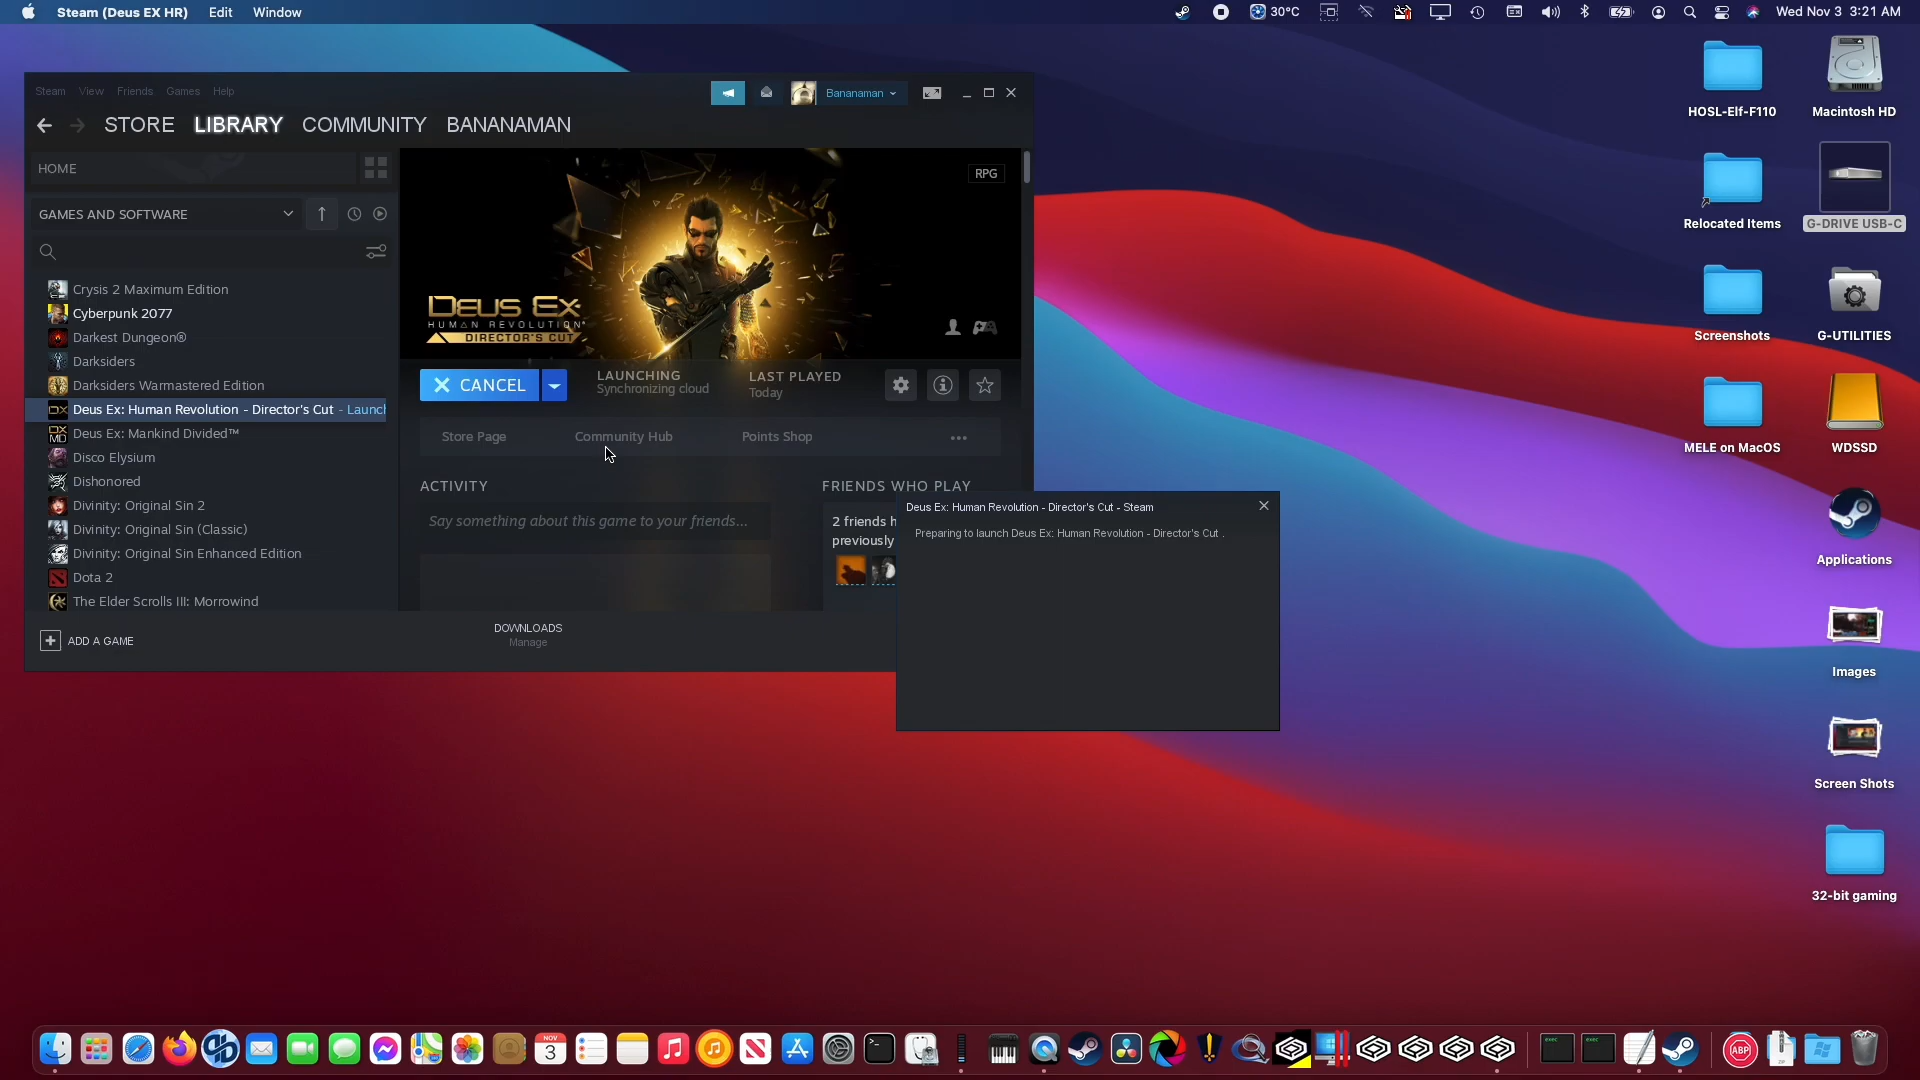 Steam (Deus EX HR) Edit Window
30°C
Wed Nov 3 3:21 AM
Steam View Friends Games Help
Bananaman
STORE LIBRARY COMMUNITY BANANAMAN
HOME
GAMES AND SOFTWARE
Crysis 2 Maximum Edition
Cyberpunk 2077
Darkest Dungeon®
Darksiders
Darksiders Warmastered Edition
Deus Ex: Human Revolution - Director's Cut - Launch
Deus Ex: Mankind Divided™
Disco Elysium
Dishonored
Divinity: Original Sin 2
Divinity: Original Sin (Classic)
Divinity: Original Sin Enhanced Edition
Dota 2
The Elder Scrolls III: Morrowind
ADD A GAME
DOWNLOADS
Manage
RPG
DEUS EX
HUMAN REVOLUTION
DIRECTOR'S CUT
CANCEL
LAUNCHING
Synchronizing cloud
LAST PLAYED
Today
Store Page Community Hub Points Shop
ACTIVITY
Say something about this game to your friends...
FRIENDS WHO PLAY
2 friends h
previously
Deus Ex: Human Revolution - Director's Cut - Steam
Preparing to launch Deus Ex: Human Revolution - Director's Cut .
HOSL-Elf-F110
Macintosh HD
Relocated Items
G-DRIVE USB-C
Screenshots
G-UTILITIES
MELE on MacOS
WDSSD
Applications
Images
Screen Shots
32-bit gaming
NOV
3
exec
exec
ABP
ZIP